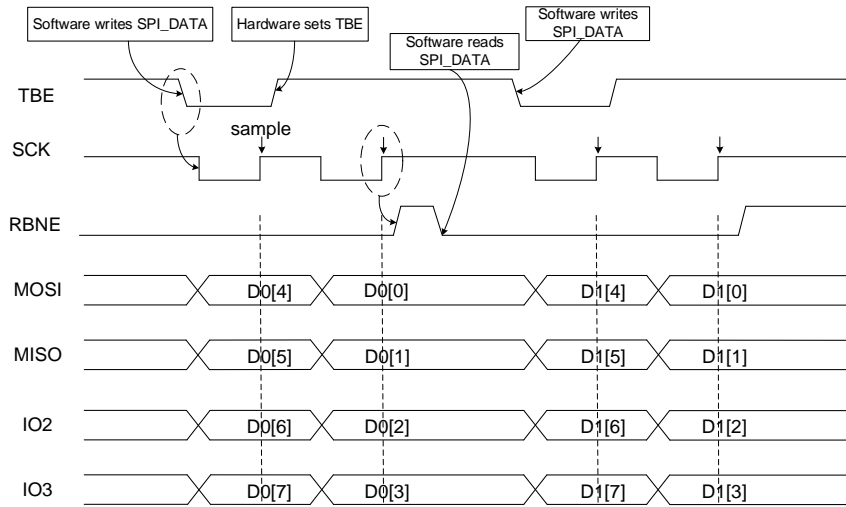 Software writes SPI_DATA
Hardware sets TBE
Software reads
SPI_DATA
Software writes
SPI_DATA
TBE
sample
SCK
RBNE
MOSI
D0[4]
D0[0]
D1[4]
D1[0]
MISO
D0[5]
D0[1]
D1[5]
D1[1]
IO2
D0[6]
D0[2]
D1[6]
D1[2]
IO3
D0[7]
D0[3]
D1[7]
D1[3]